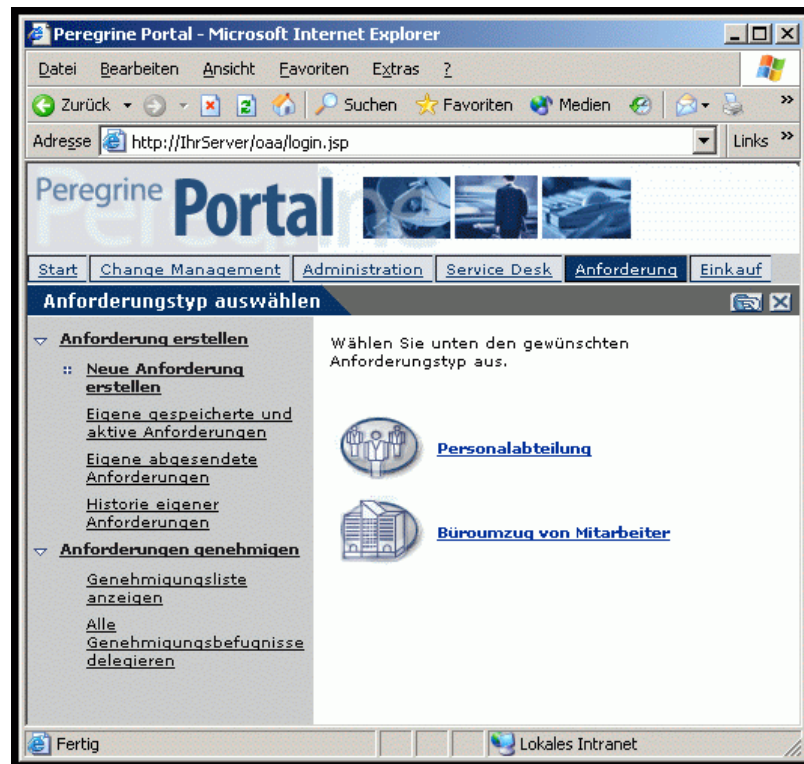 Peregrine Portal - Microsoft Internet Explorer
Datei Bearbeiten Ansicht Favoriten Extras ?
Zurück Suchen Favoriten Medien »
Adresse http://IhrServer/oaa/login.jsp Links »
Peregrine Portal
Start Change Management Administration Service Desk Anforderung Einkauf
Anforderungstyp auswählen
Anforderung erstellen
Neue Anforderung
erstellen
Eigene gespeicherte und
aktive Anforderungen
Eigene abgesendete
Anforderungen
Historie eigener
Anforderungen
Anforderungen genehmigen
Genehmigungsliste
anzeigen
Alle
Genehmigungsbefugnisse
delegieren
Wählen Sie unten den gewünschten
Anforderungstyp aus.
Personalabteilung
Büroumzug von Mitarbeiter
Fertig Lokales Intranet